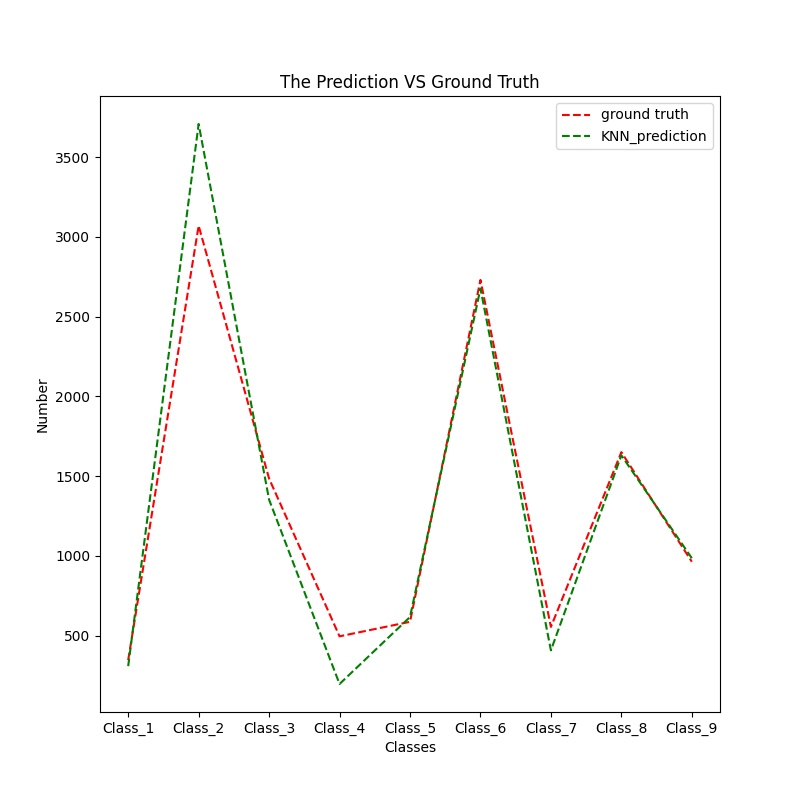 The Prediction VS Ground Truth
ground truth
KNN_prediction
3500
3000
2500
2000
1500
1000
500
Number
Class_1 Class_2 Class_3 Class_4 Class_5 Class_6 Class_7 Class_8 Class_9
Classes